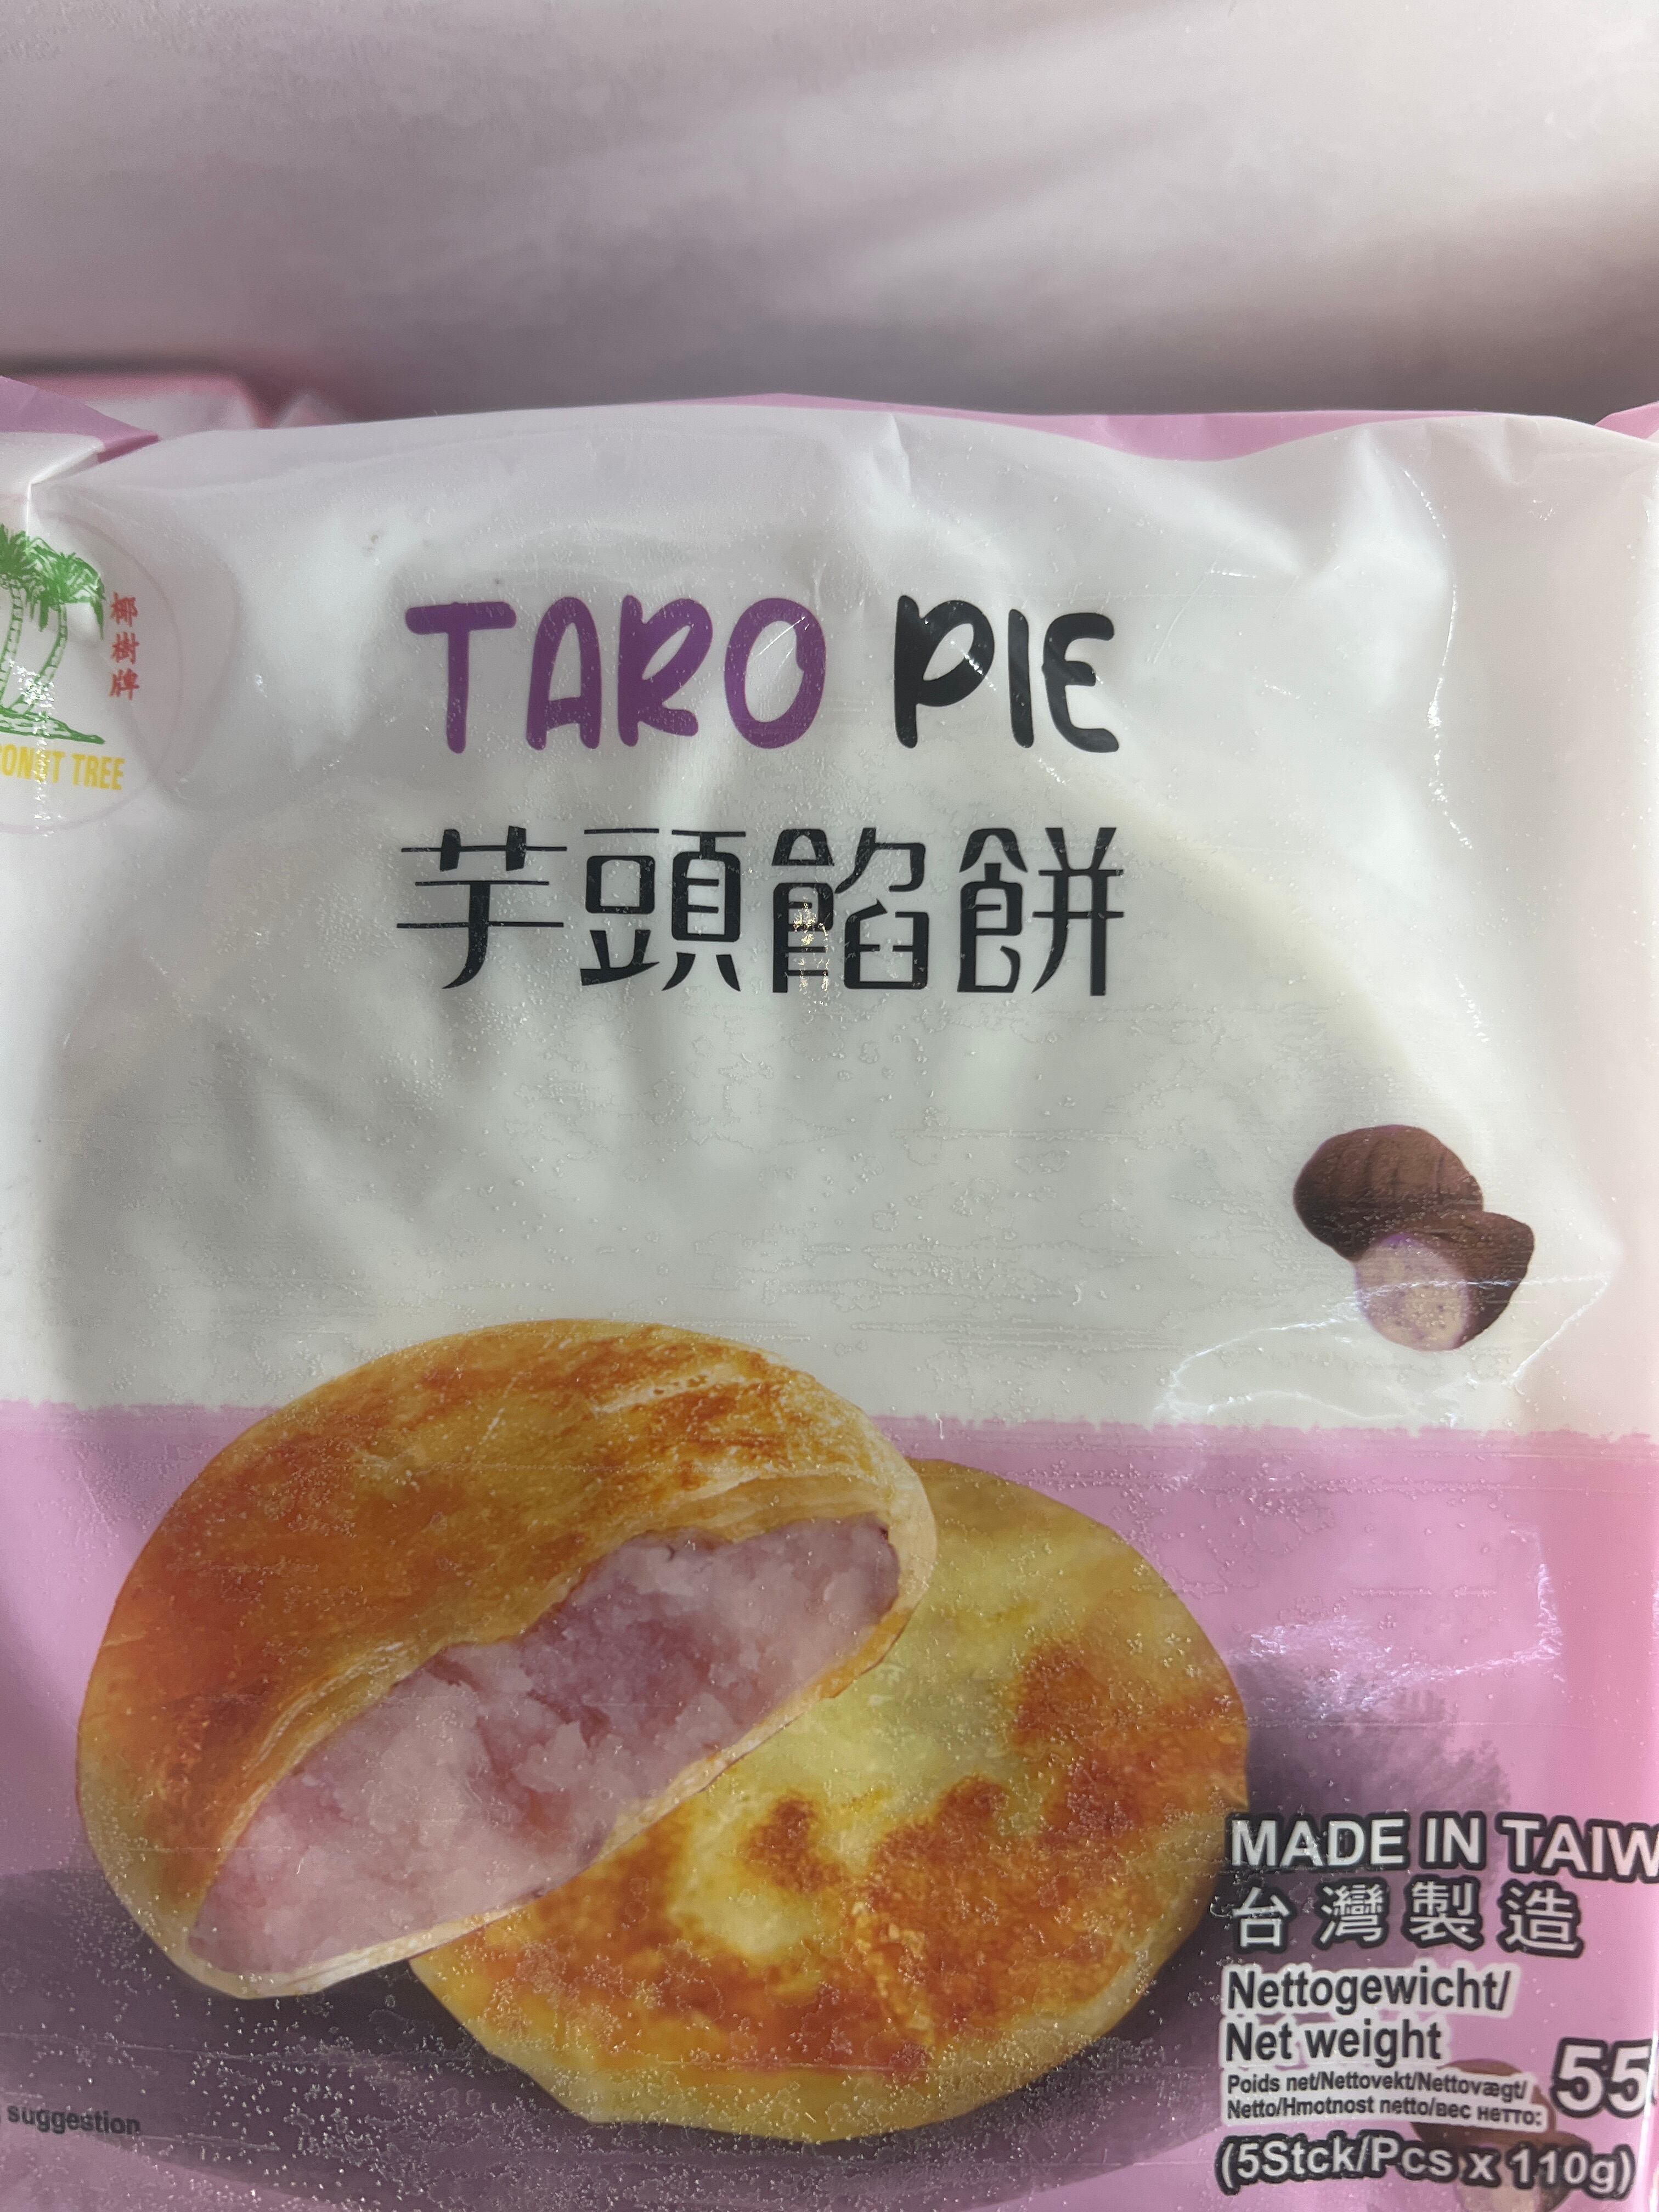 椰樹牌
CONUT TREE
TARO PIE
芋頭餡餅
MADE IN TAIW
台灣製造
Nettogewicht/
Net weight
Poids net/Nettovekt/Nettovægt/
Netto/Hmotnost netto/вес нетто:
55
(5Stck/Pcs x 110g)
suggestion